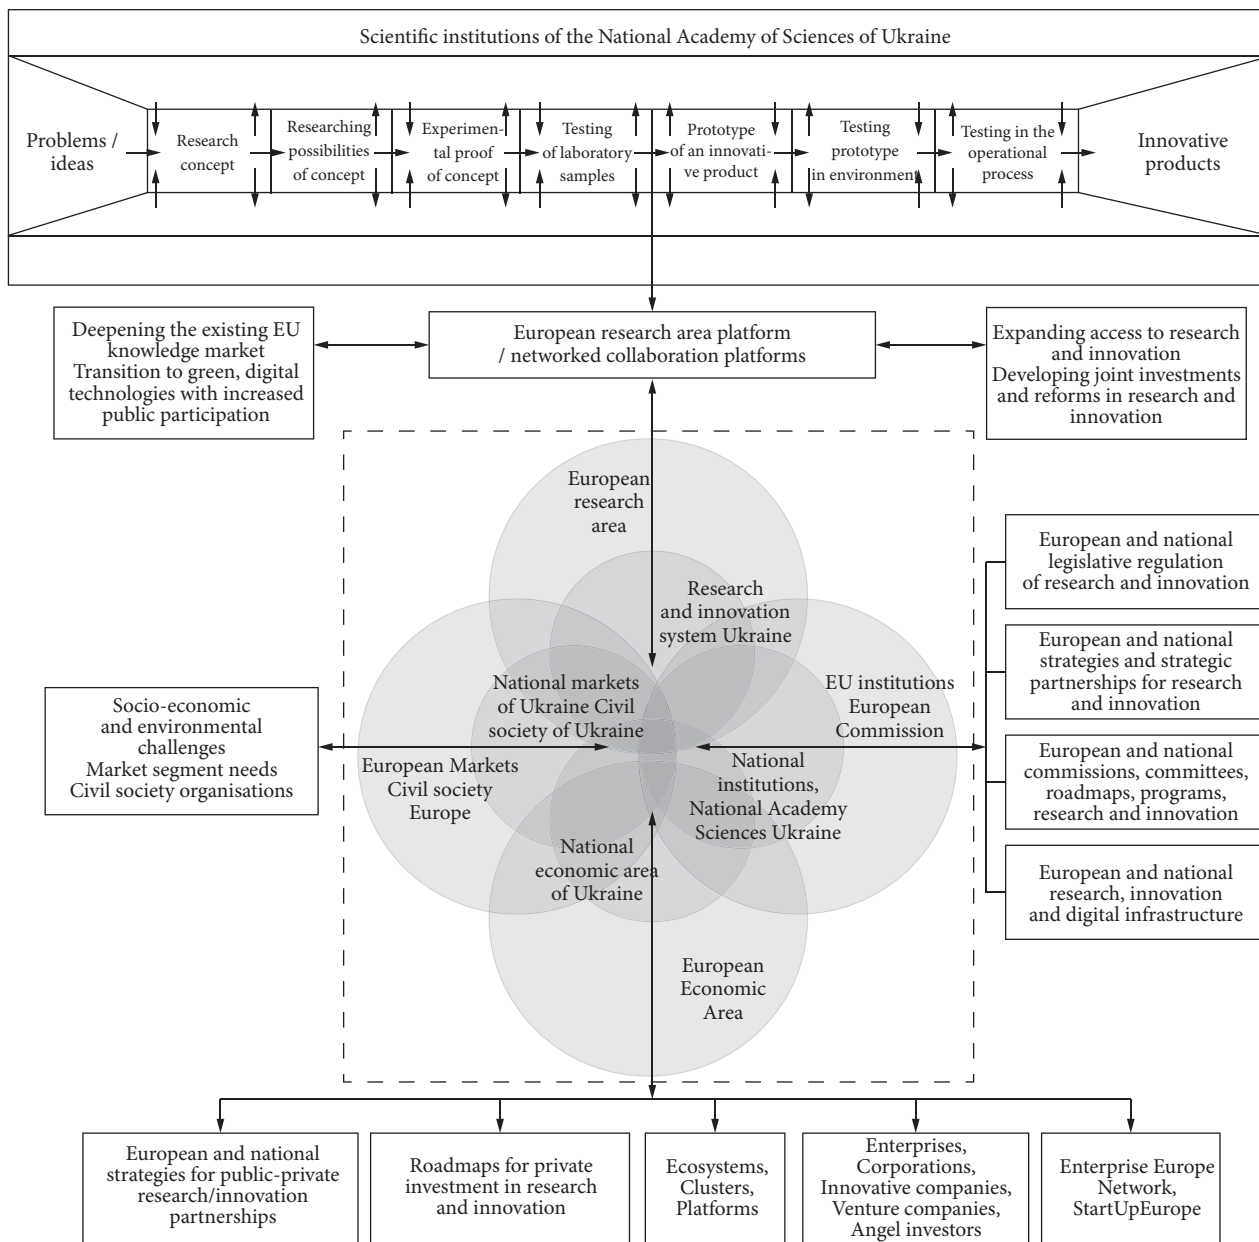 Scientific institutions of the National Academy of Sciences of Ukraine
Problems /
ideas
Research
concept
Researching
possibilities
of concept
Experimen-
tal proof
of concept
Testing
of laboratory
samples
Prototype
of an innovati-
ve product
Testing
prototype
in environment
Testing in the
operational
process
Innovative
products
Deepening the existing EU
knowledge market
Transition to green, digital
technologies with increased
public participation
European research area platform
/ networked collaboration platforms
Expanding access to research
and innovation
Developing joint investments
and reforms in research and
innovation
European
research
area
Research
and innovation
system Ukraine
National markets
of Ukraine Civil
society of Ukraine
EU institutions
European
Commission
European Markets
Civil society
Europe
National
institutions,
National Academy
Sciences Ukraine
National
economic area
of Ukraine
European
Economic
Area
Socio-economic
and environmental
challenges
Market segment needs
Civil society organisations
European and national
legislative regulation
of research and innovation
European and national
strategies and strategic
partnerships for research
and innovation
European and national
commissions, committees,
roadmaps, programs,
research and innovation
European and national
research, innovation
and digital infrastructure
European and national
strategies for public-private
research/innovation
partnerships
Roadmaps for private
investment in research
and innovation
Ecosystems,
Clusters,
Platforms
Enterprises,
Corporations,
Innovative companies,
Venture companies,
Angel investors
Enterprise Europe
Network,
StartUpEurope